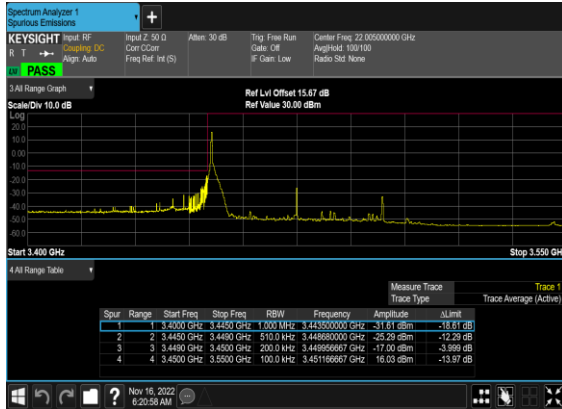 Spectrum Analyzer 1
Spurious Emissions
KEYSIGHT Input: RF Input Z: 50 Ω Atten: 30 dB Trig: Free Run Center Freq: 22.005000000 GHz
R T Coupling: DC Corr CCorr Gate: Off Avg|Hold: 100/100
Align: Auto Freq Ref: Int (S) IF Gain: Low Radio Std: None
LXI PASS
3 All Range Graph
Ref Lvl Offset 15.67 dB
Scale/Div 10.0 dB Ref Value 30.00 dBm
Log
20.0
10.0
0.00
-10.0
-20.0
-30.0
-40.0
-50.0
-60.0
Start 3.400 GHz Stop 3.550 GH
4 All Range Table
Measure Trace Trace 1
Trace Type Trace Average (Active)
Spur Range Start Freq Stop Freq RBW Frequency Amplitude ΔLimit
1 1 3.4000 GHz 3.4450 GHz 1.000 MHz 3.443500000 GHz -31.61 dBm -18.61 dB
2 2 3.4450 GHz 3.4490 GHz 510.0 kHz 3.448680000 GHz -25.29 dBm -12.29 dB
3 3 3.4490 GHz 3.4500 GHz 200.0 kHz 3.449956667 GHz -17.00 dBm -3.999 dB
4 4 3.4500 GHz 3.5500 GHz 100.0 kHz 3.451166667 GHz 16.03 dBm -13.97 dB
? Nov 16, 2022
6:20:58 AM